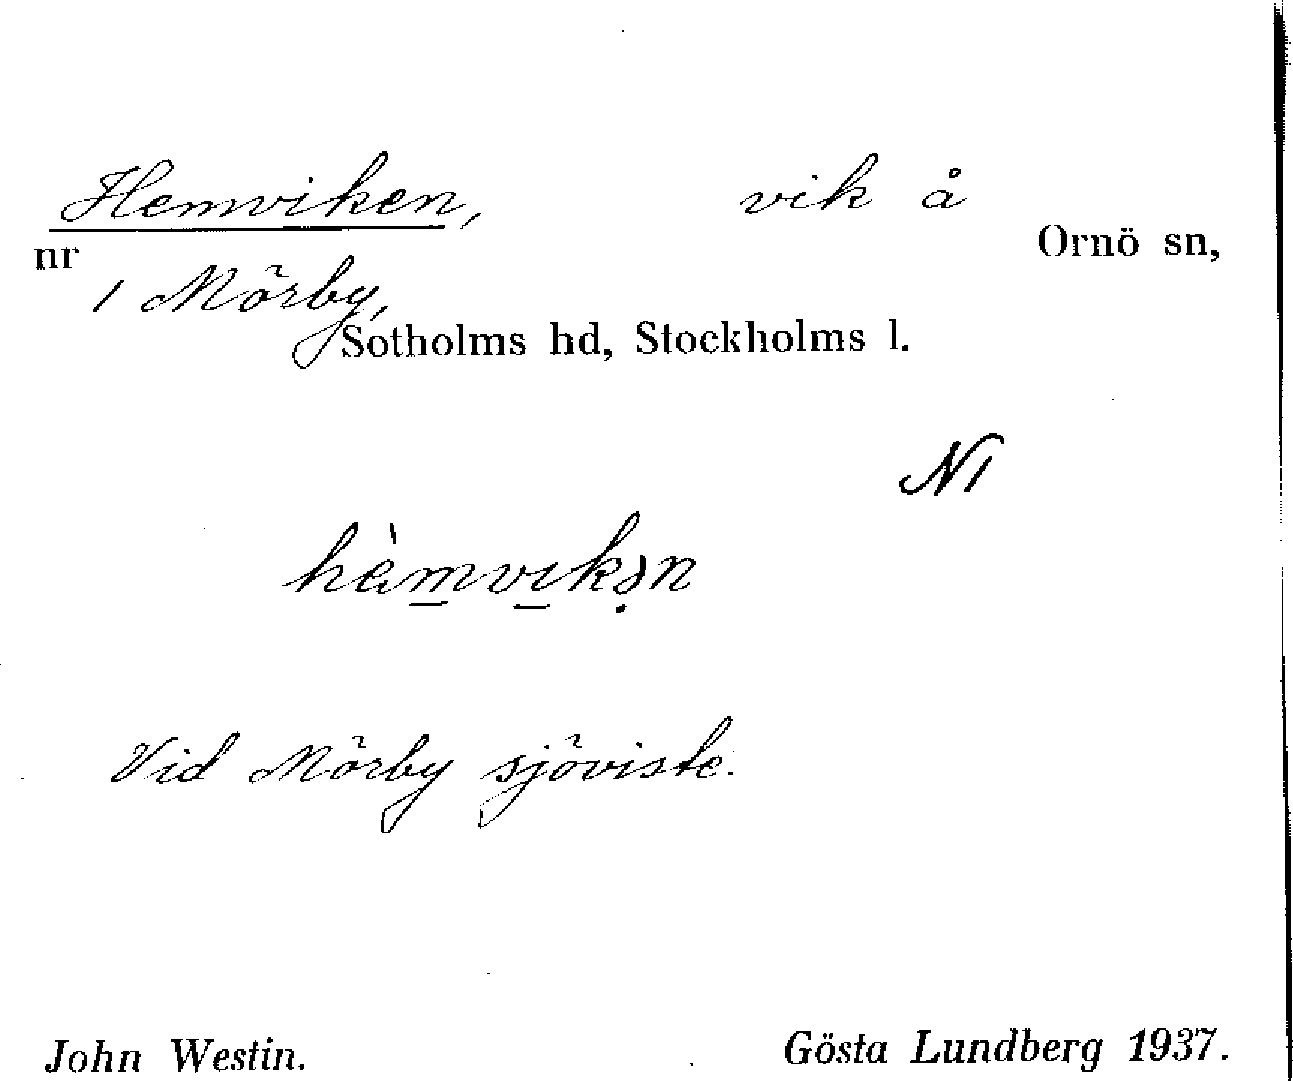 Hemviken, vik å
nr Ornö sn,
1 Mörby,
Sotholms hd, Stockholms l.
N1
hèmvikən
Vid Mörby sjöviste.
John Westin. Gösta Lundberg 1937.